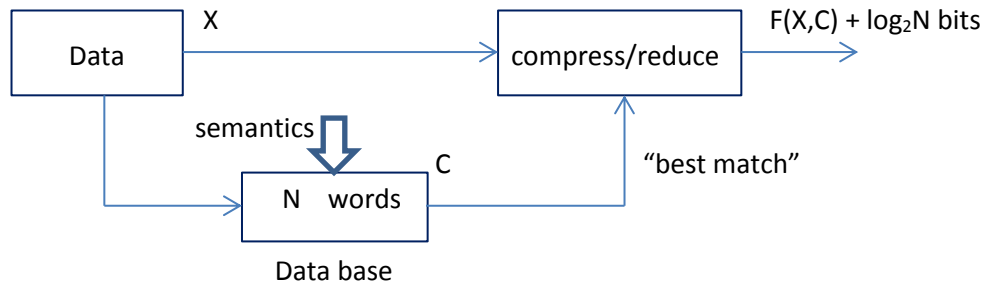 X
F(X,C) + log₂N bits
Data
compress/reduce
semantics
C
“best match”
N words
Data base